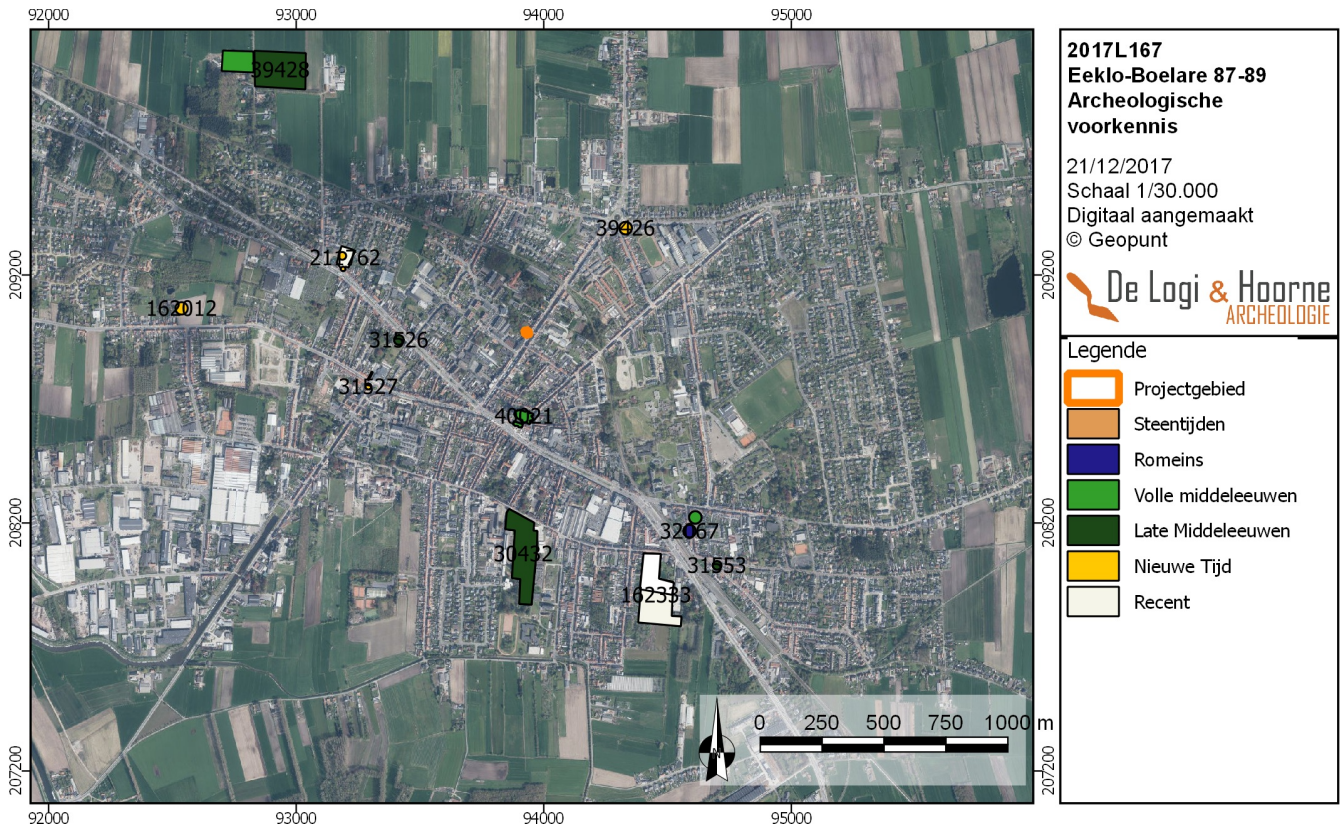 92000 93000 94000 95000
39428
39426
211762
162012
31526
31527
40021
32067
30432
31553
162333
209200
208200
207200
209200
208200
207200
0 250 500 750 1000 m
N
92000 93000 94000 95000
2017L167
Eeklo-Boelare 87-89
Archeologische
voorkennis
21/12/2017
Schaal 1/30.000
Digitaal aangemaakt
© Geopunt
De Logi & Hoorne
ARCHEOLOGIE
Legende
Projectgebied
Steentijden
Romeins
Volle middeleeuwen
Late Middeleeuwen
Nieuwe Tijd
Recent